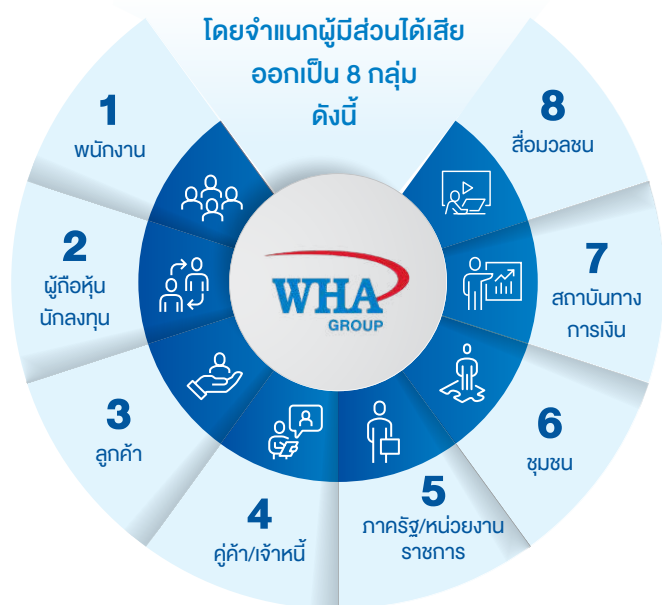 โดยจำแนกผู้มีส่วนได้เสีย
ออกเป็น 8 กลุ่ม
ดังนี้
1
พนักงาน
2
ผู้ถือหุ้น
นักลงทุน
3
ลูกค้า
4
คู่ค้า/เจ้าหนี้
5
ภาครัฐ/หน่วยงาน
ราชการ
6
ชุมชน
7
สถาบันทาง
การเงิน
8
สื่อมวลชน
WHA
GROUP